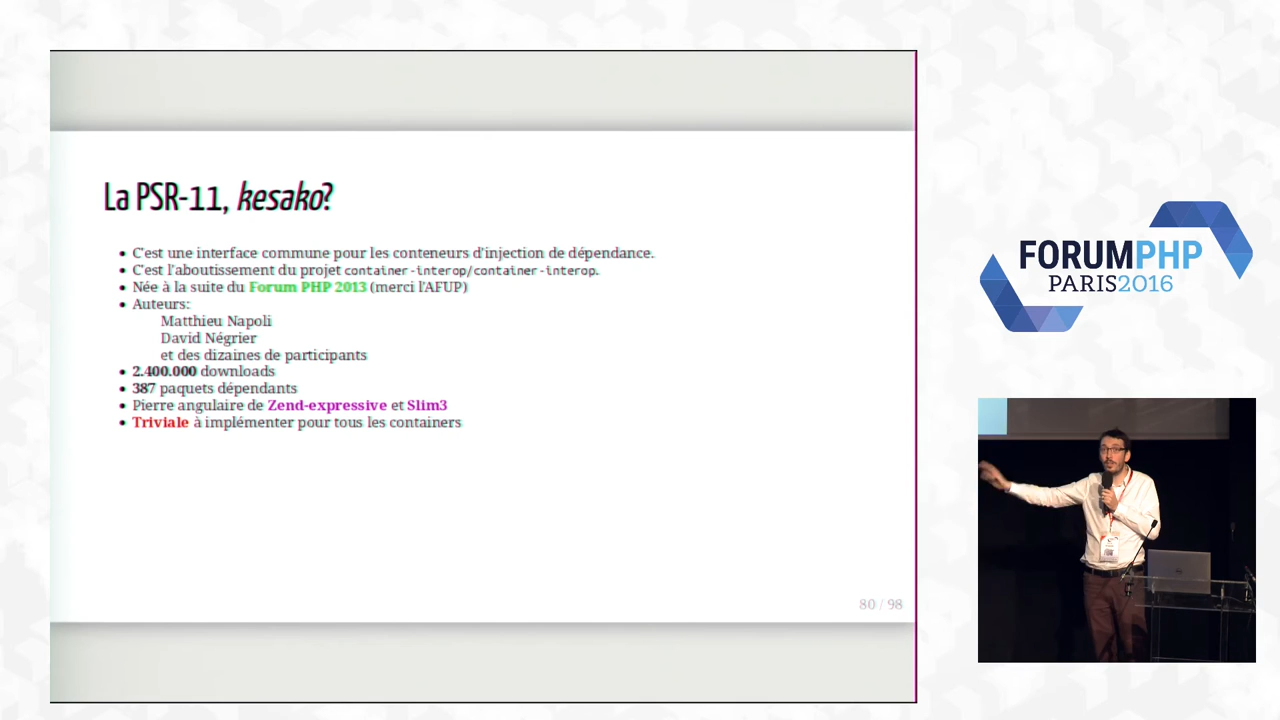 La PSR-11, kesako?
C'est une interface commune pour les conteneurs d'injection de dépendance.
C'est l'aboutissement du projet container-interop/container-interop.
Née à la suite du Forum PHP 2013 (merci l'AFUP)
Auteurs:
Matthieu Napoli
David Négrier
et des dizaines de participants
2.400.000 downloads
387 paquets dépendants
Pierre angulaire de Zend-expressive et Slim3
Triviale à implémenter pour tous les containers
80 / 98
FORUMPHP
PARIS2016